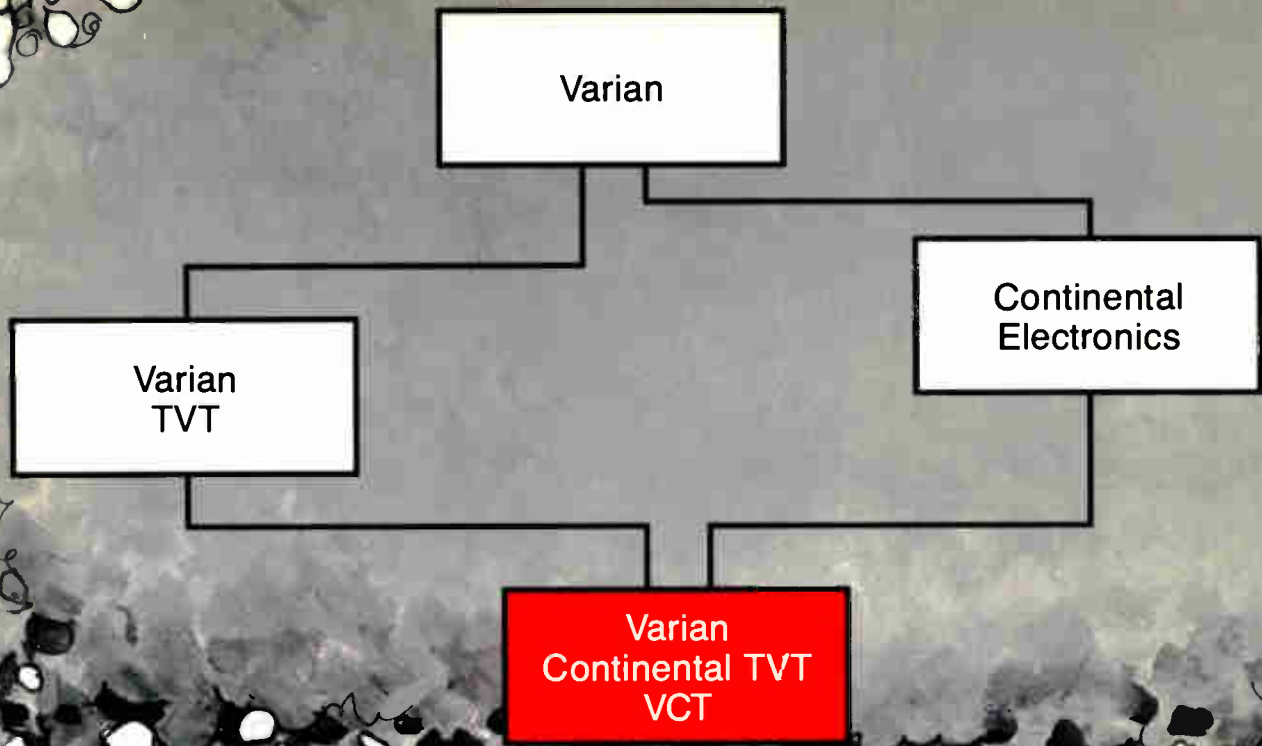 Varian
Continental
Electronics
Varian
TVT
Varian
Continental TVT
VCT